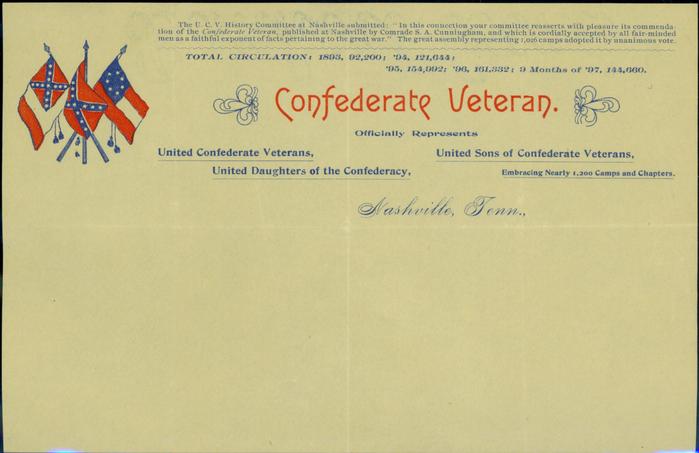 The U. C. V. History Committee at Nashville submitted: "In this connection your committee reasserts with pleasure its commenda-
tion of the Confederate Veteran, published at Nashville by Comrade S. A. Cunningham, and which is cordially accepted by all fair-minded
men as a faithful exponent of facts pertaining to the great war." The great assembly representing 1,026 camps adopted it by unanimous vote.
TOTAL CIRCULATION: 1893, 92,200; '94, 121,644;
'95, 154,992; '96, 161,332; 9 Months of '97, 144,660.
Confederate Veteran.
Officially Represents
United Confederate Veterans,
United Sons of Confederate Veterans,
United Daughters of the Confederacy,
Embracing Nearly 1,200 Camps and Chapters.
Nashville, Tenn.,